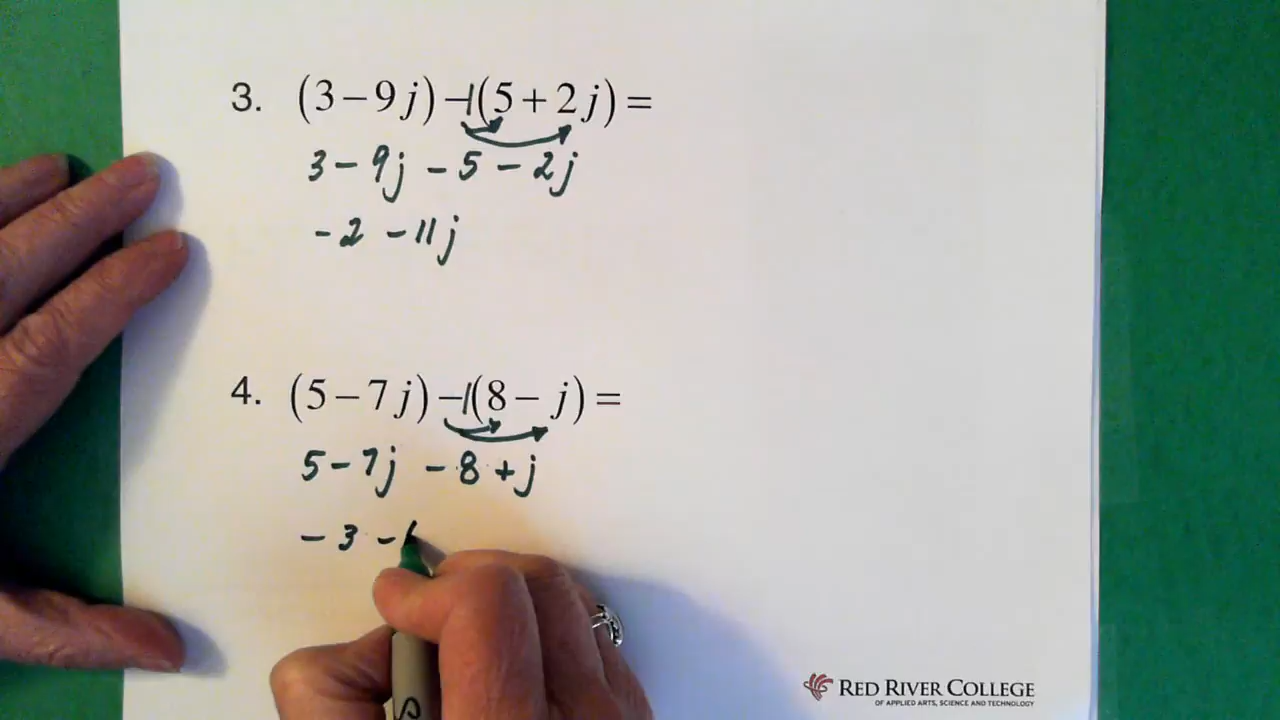 3. (3 – 9j) –1(5 + 2j) =
3 – 9j – 5 – 2j
– 2 – 11j
4. (5 – 7j) –1(8 – j) =
5 – 7j – 8 + j
– 3 –
RED RIVER COLLEGE
OF APPLIED ARTS, SCIENCE AND TECHNOLOGY